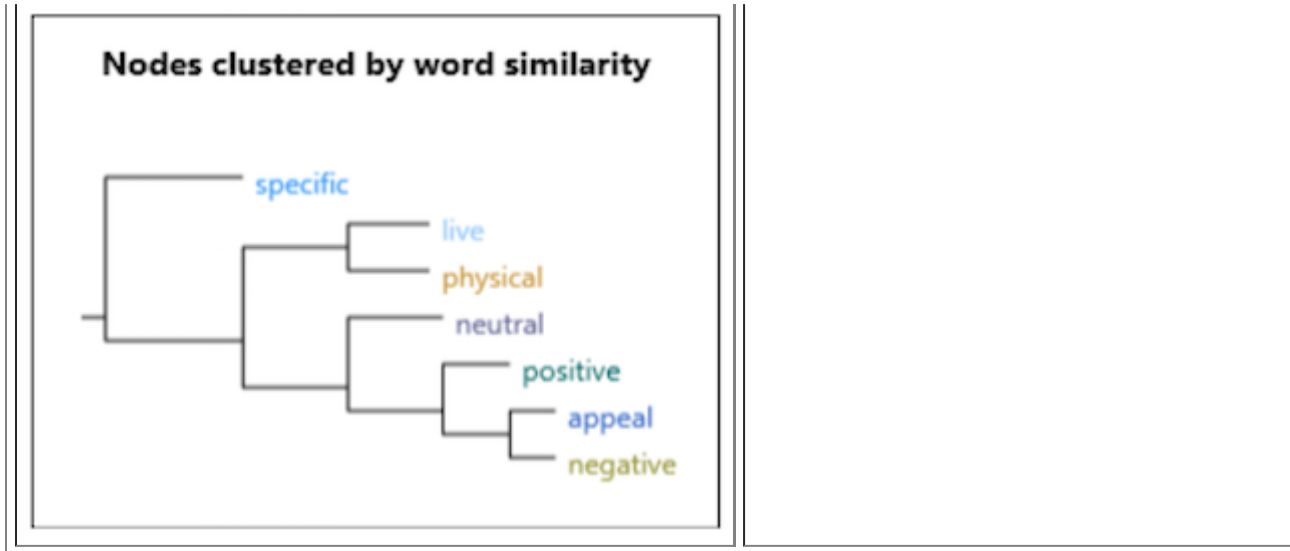 Nodes clustered by word similarity
specific
live
physical
neutral
positive
appeal
negative